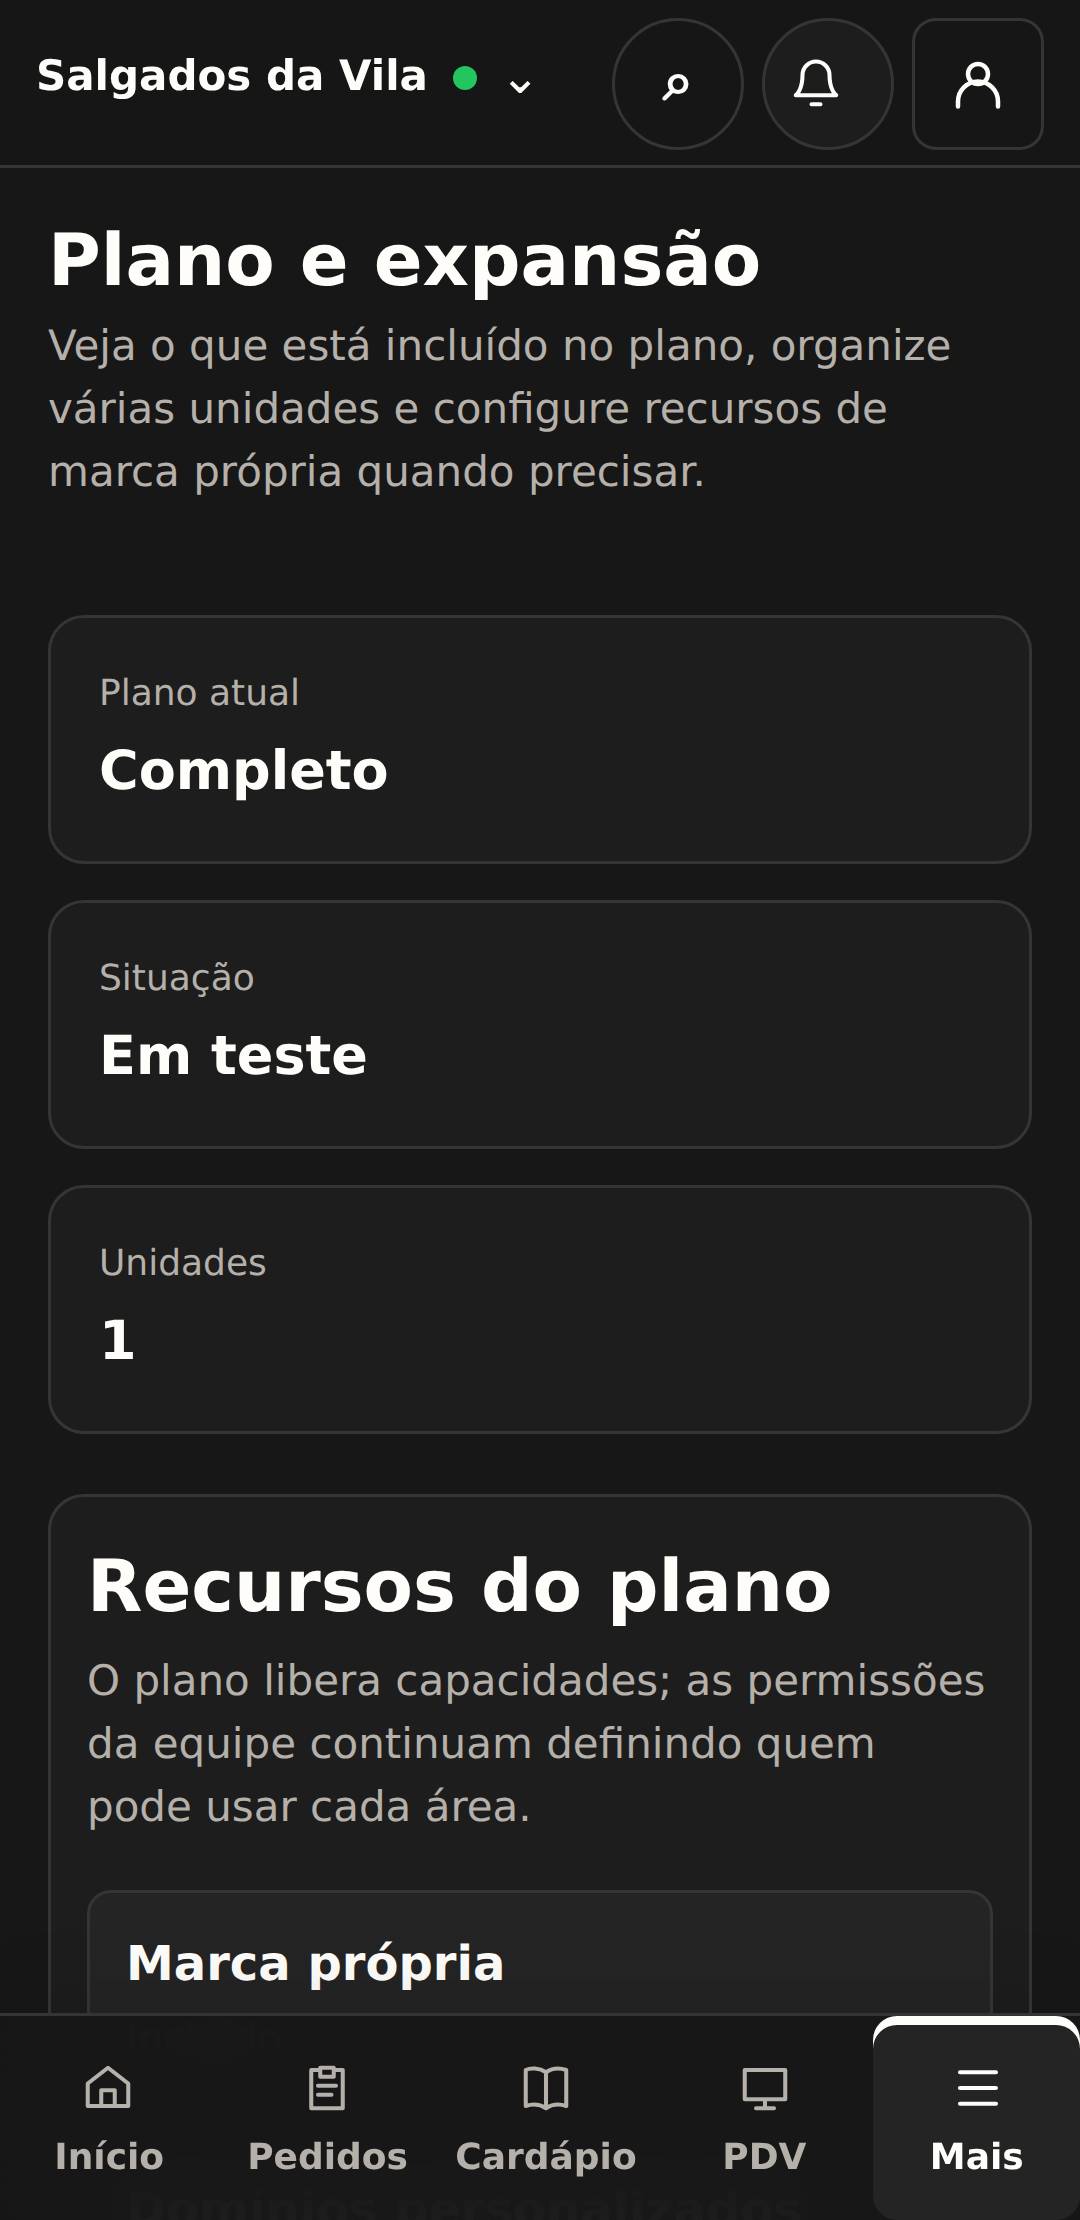 Salgados da Vila
Plano e expansão
Veja o que está incluído no plano, organize
várias unidades e configure recursos de
marca própria quando precisar.
Plano atual
Completo
Situação
Em teste
Unidades
1
Recursos do plano
O plano libera capacidades; as permissões
da equipe continuam definindo quem
pode usar cada área.
Marca própria
Início
Pedidos
Cardápio
PDV
Mais
Domínios personalizados